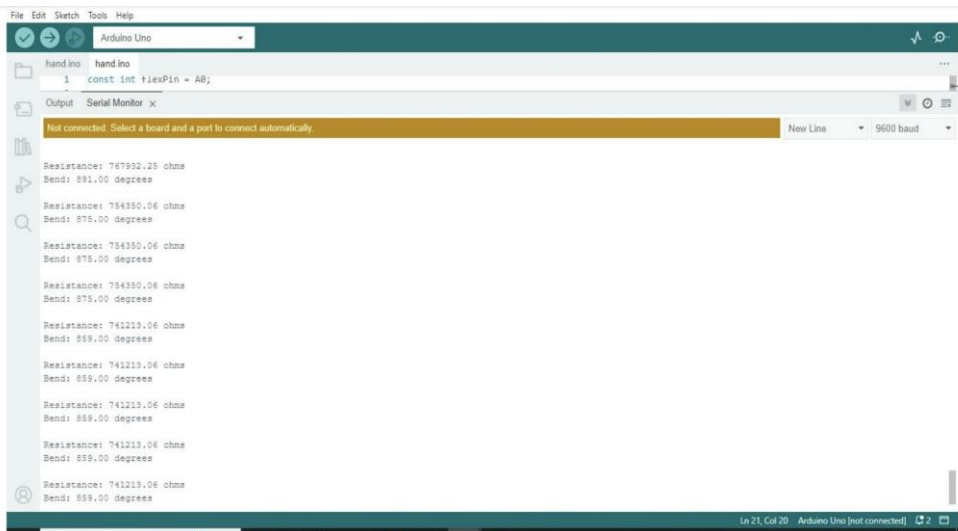 File Edit Sketch Tools Help
Arduino Uno
hand.ino hand.ino
1 const int flexPin = A0;
Output Serial Monitor ×
Not connected. Select a board and a port to connect automatically.
New Line 9600 baud
Resistance: 767932.25 ohms
Bend: 891.00 degrees
Resistance: 754350.06 ohms
Bend: 875.00 degrees
Resistance: 754350.06 ohms
Bend: 875.00 degrees
Resistance: 754350.06 ohms
Bend: 875.00 degrees
Resistance: 741213.06 ohms
Bend: 859.00 degrees
Resistance: 741213.06 ohms
Bend: 859.00 degrees
Resistance: 741213.06 ohms
Bend: 859.00 degrees
Resistance: 741213.06 ohms
Bend: 859.00 degrees
Resistance: 741213.06 ohms
Bend: 859.00 degrees
Ln 21, Col 20 Arduino Uno [not connected] 2